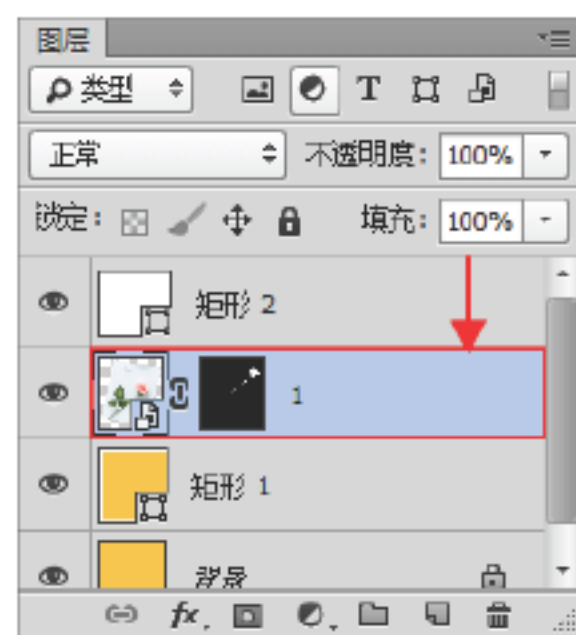 图层
类型 T
正常 不透明度: 100%
锁定: 填充: 100%
矩形 2
1
矩形 1
背景
fx.